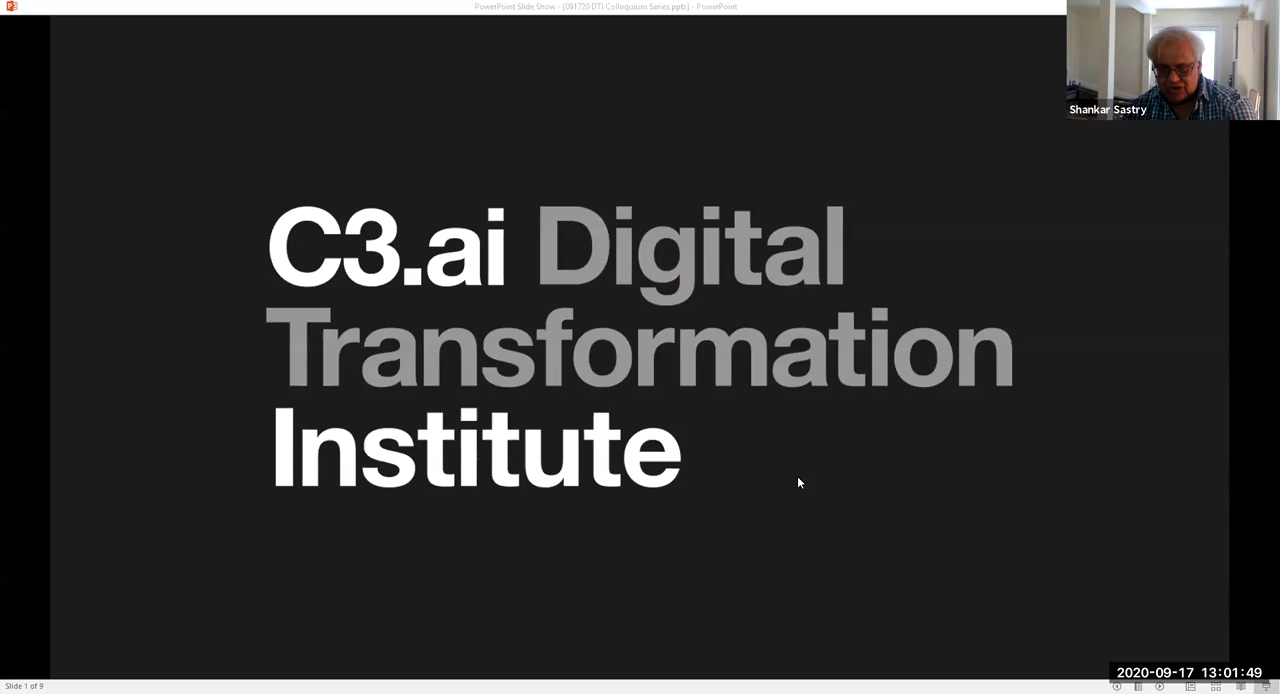 PowerPoint Slide Show - [091720 DTI Colloquium Series.pptx] - PowerPoint
Shankar Sastry
C3.ai Digital
Transformation
Institute
2020-09-17 13:01:49
Slide 1 of 9